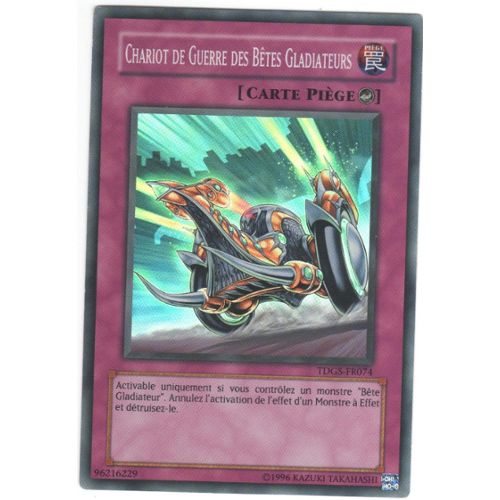 CHARIOT DE GUERRE DES BÊTES GLADIATEURS
PIÈGE
罠
[CARTE PIÈGE]
TDGS-FR074
Activable uniquement si vous contrôlez un monstre "Bête
Gladiateur". Annulez l'activation de l'effet d'un Monstre à Effet
et détruisez-le.
96216229
©1996 KAZUKI TAKAHASHI